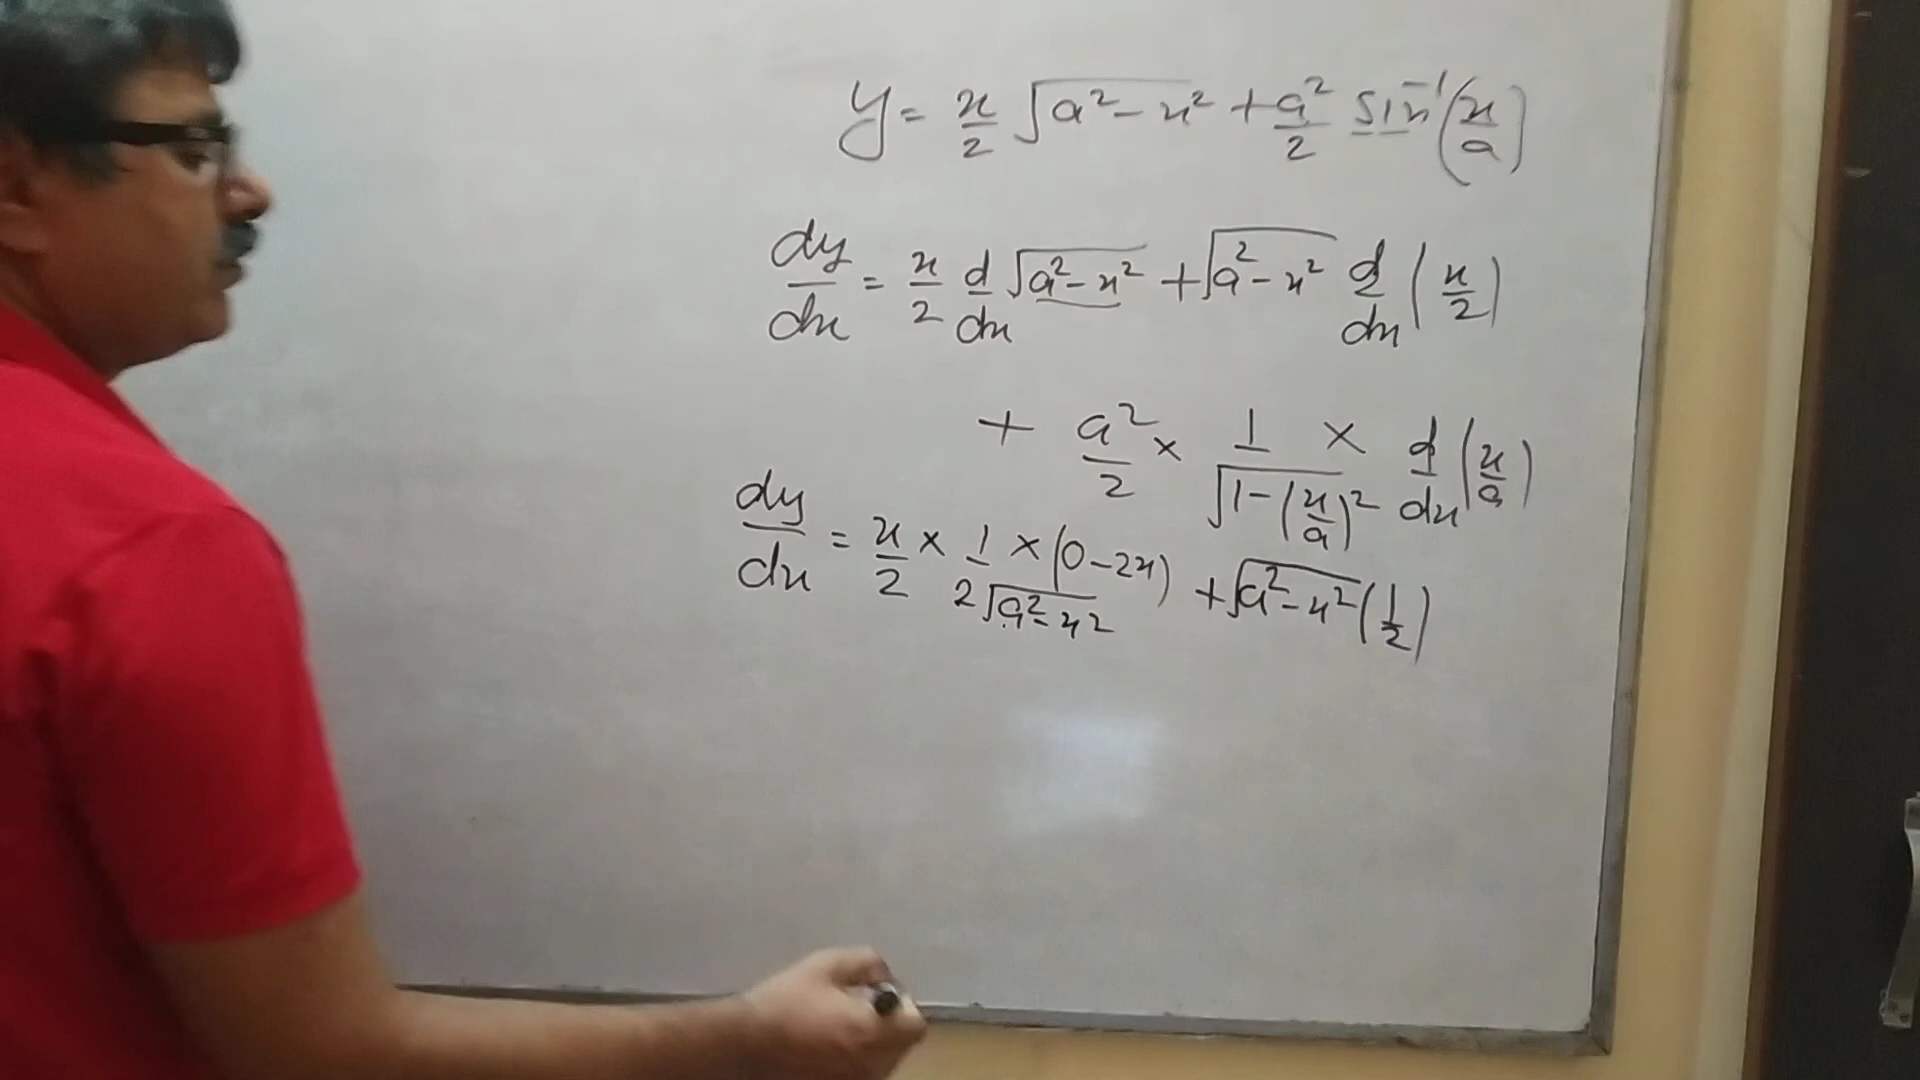 y = x/2 √(a² - x²) + a²/2 sin⁻¹(x/a)
dy/dx = x/2 d/dx √(a² - x²) + √(a² - x²) d/dx (x/2)
+ a²/2 × 1/√(1 - (x/a)²) × d/dx (x/a)
dy/dx = x/2 × 1/(2√(a² - x²)) × (0 - 2x) + √(a² - x²) (1/2)